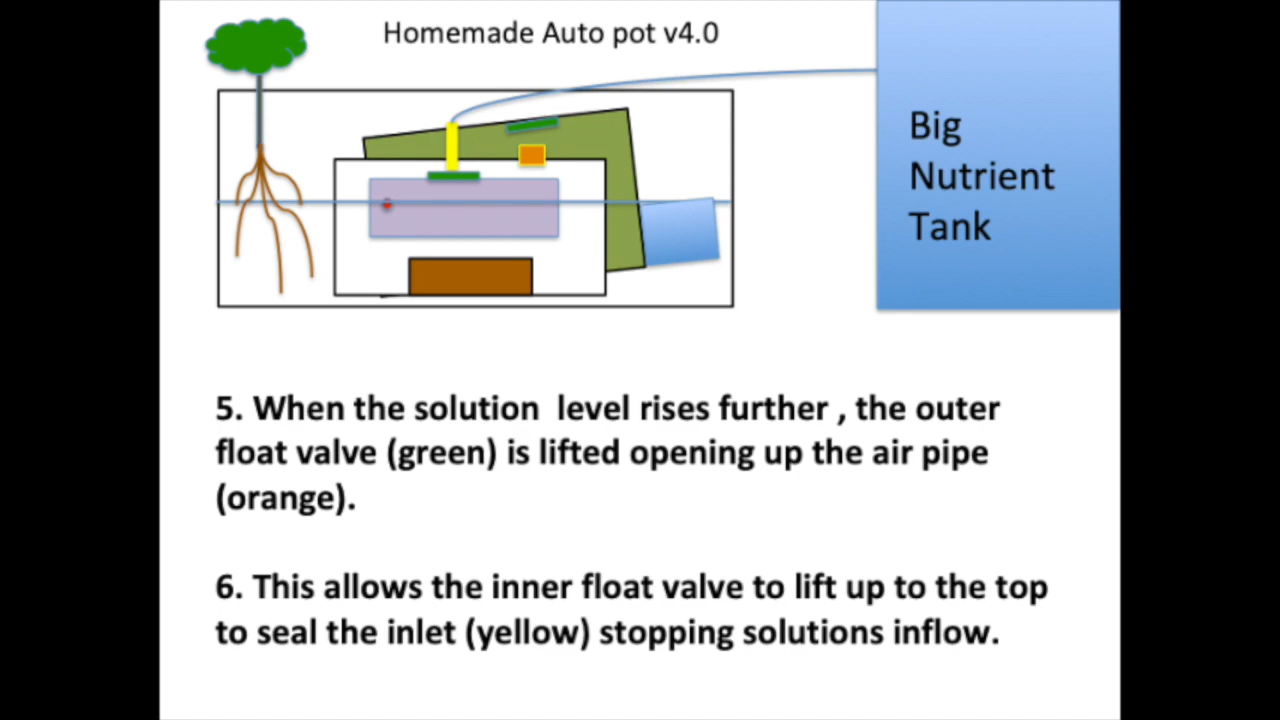 Homemade Auto pot v4.0
Big
Nutrient
Tank
5. When the solution  level rises further , the outer
float valve (green) is lifted opening up the air pipe
(orange).
6. This allows the inner float valve to lift up to the top
to seal the inlet (yellow) stopping solutions inflow.